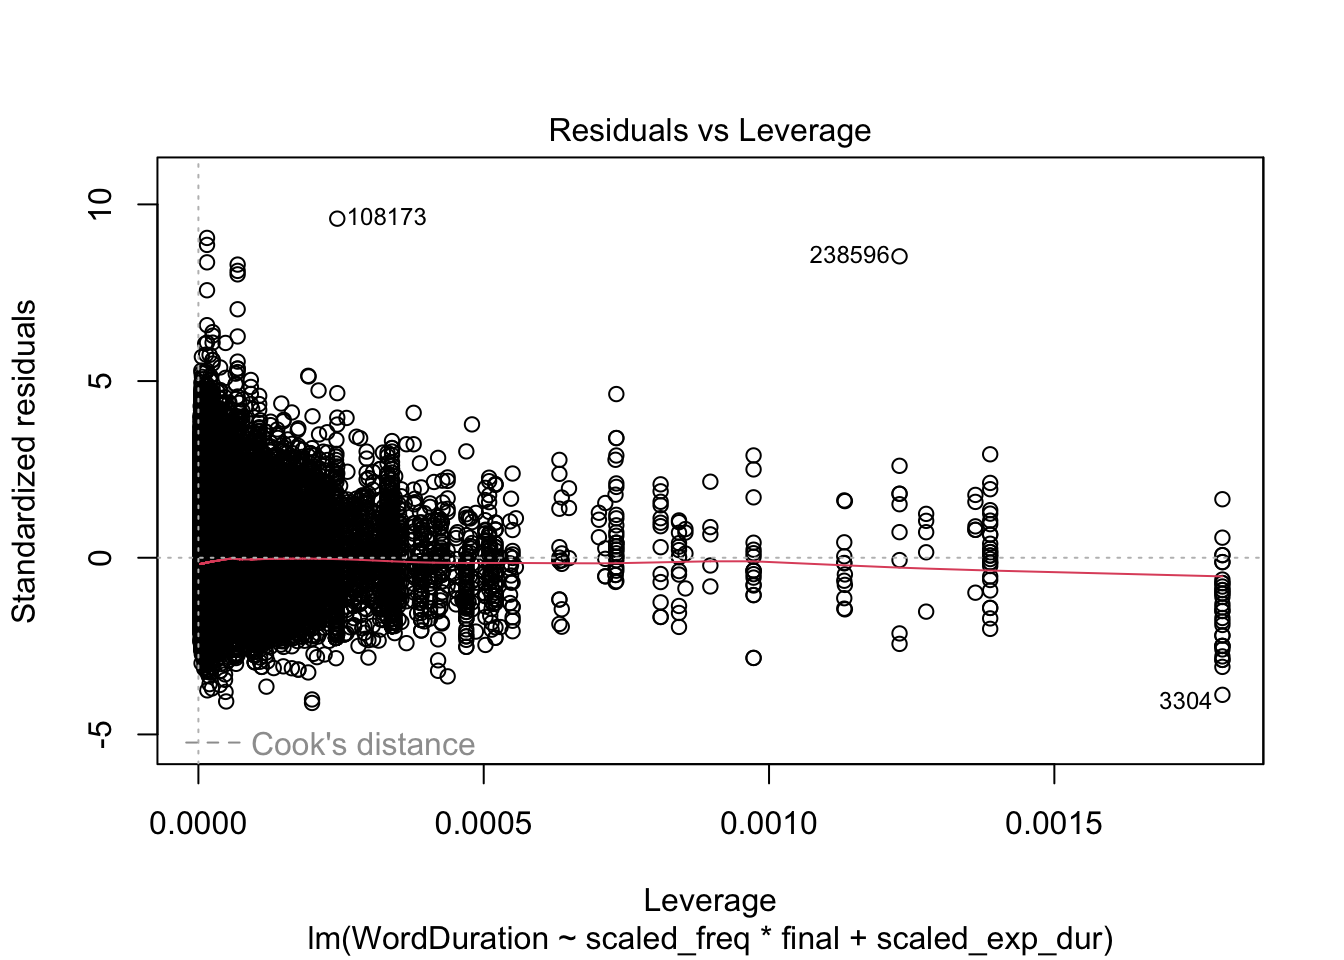 Residuals vs Leverage
Standardized residuals
10
5
0
-5
108173
238596
3304
Cook's distance
0.0000 0.0005 0.0010 0.0015
Leverage
lm(WordDuration ~ scaled_freq * final + scaled_exp_dur)